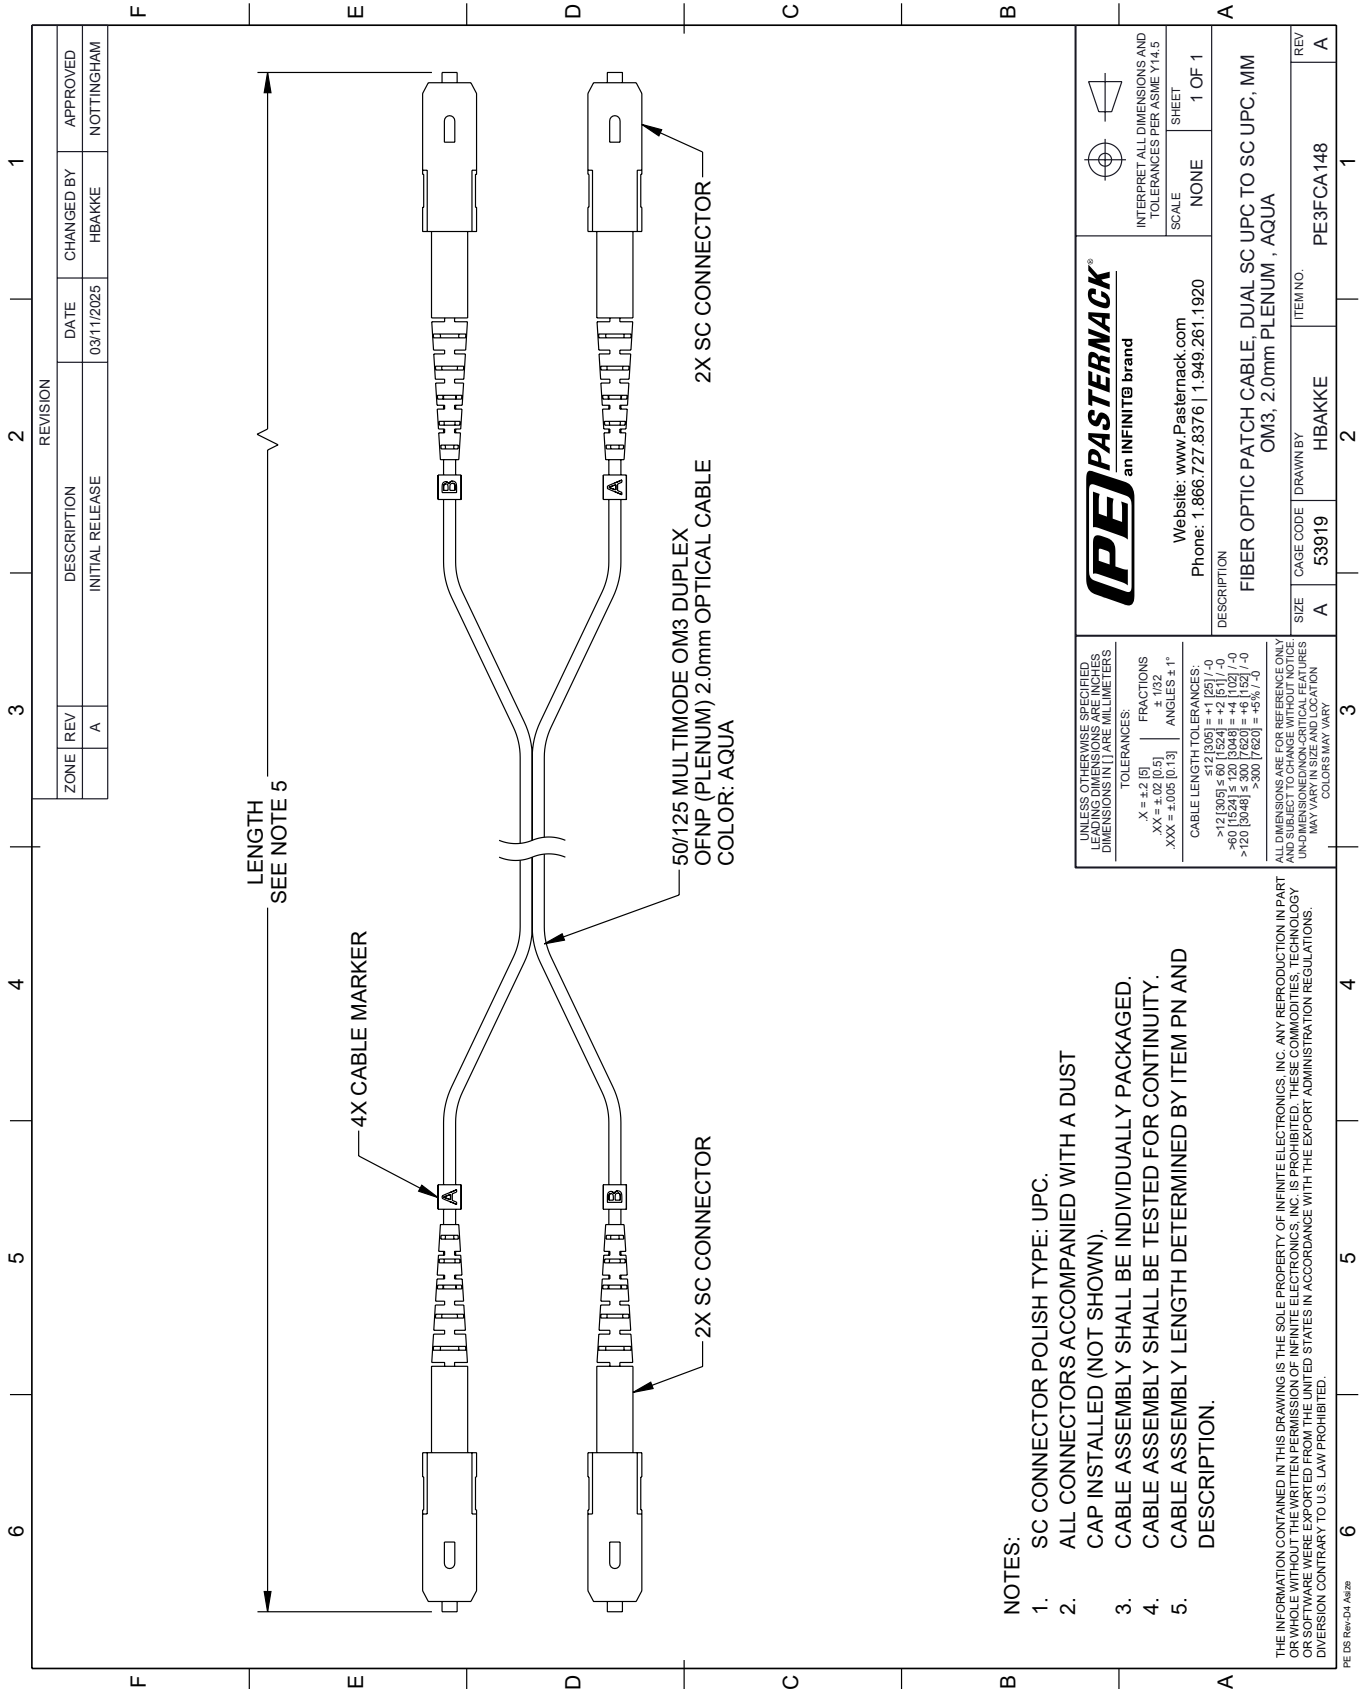 6
5
4
3
2
1
F
E
D
C
B
A
REVISION
ZONE
REV
DESCRIPTION
DATE
CHANGED BY
APPROVED
A
INITIAL RELEASE
03/11/2025
HBAKKE
NOTTINGHAM
LENGTH
SEE NOTE 5
4X CABLE MARKER
A
B
B
A
2X SC CONNECTOR
2X SC CONNECTOR
50/125 MULTIMODE OM3 DUPLEX
OFNP (PLENUM) 2.0mm OPTICAL CABLE
COLOR: AQUA
NOTES:
1. SC CONNECTOR POLISH TYPE: UPC.
2. ALL CONNECTORS ACCOMPANIED WITH A DUST
CAP INSTALLED (NOT SHOWN).
3. CABLE ASSEMBLY SHALL BE INDIVIDUALLY PACKAGED.
4. CABLE ASSEMBLY SHALL BE TESTED FOR CONTINUITY.
5. CABLE ASSEMBLY LENGTH DETERMINED BY ITEM PN AND
DESCRIPTION.
THE INFORMATION CONTAINED IN THIS DRAWING IS THE SOLE PROPERTY OF INFINITE ELECTRONICS, INC. ANY REPRODUCTION IN PART
OR WHOLE WITHOUT THE WRITTEN PERMISSION OF INFINITE ELECTRONICS, INC. IS PROHIBITED. THESE COMMODITIES, TECHNOLOGY
OR SOFTWARE WERE EXPORTED FROM THE UNITED STATES IN ACCORDANCE WITH THE EXPORT ADMINISTRATION REGULATIONS.
DIVERSION CONTRARY TO U.S. LAW PROHIBITED.
UNLESS OTHERWISE SPECIFIED
LEADING DIMENSIONS ARE INCHES
DIMENSIONS IN [ ] ARE MILLIMETERS
TOLERANCES:
.X = ±.2 [5]
.XX = ±.02 [0.5]
.XXX = ±.005 [0.13]
FRACTIONS
± 1/32
ANGLES ± 1°
CABLE LENGTH TOLERANCES:
≤12 [305] = +1 [25] / -0
>12 [305] ≤ 60 [1524] = +2 [51] / -0
>60 [1524] ≤ 120 [3048] = +4 [102] / -0
>120 [3048] ≤ 300 [7620] = +6 [152] / -0
>300 [7620] = +5% / -0
ALL DIMENSIONS ARE FOR REFERENCE ONLY
AND SUBJECT TO CHANGE WITHOUT NOTICE.
UN-DIMENSIONED/NON-CRITICAL FEATURES
MAY VARY IN SIZE AND LOCATION
COLORS MAY VARY
PE PASTERNACK®
an INFINIT@ brand
Website: www.Pasternack.com
Phone: 1.866.727.8376 | 1.949.261.1920
INTERPRET ALL DIMENSIONS AND
TOLERANCES PER ASME Y14.5
SCALE
NONE
SHEET
1 OF 1
DESCRIPTION
FIBER OPTIC PATCH CABLE, DUAL SC UPC TO SC UPC, MM
OM3, 2.0mm PLENUM , AQUA
SIZE
A
CAGE CODE
53919
DRAWN BY
HBAKKE
ITEM NO.
PE3FCA148
REV
A
F
E
D
C
B
A
6
5
4
3
2
1
PE DS Rev-D4 Asize